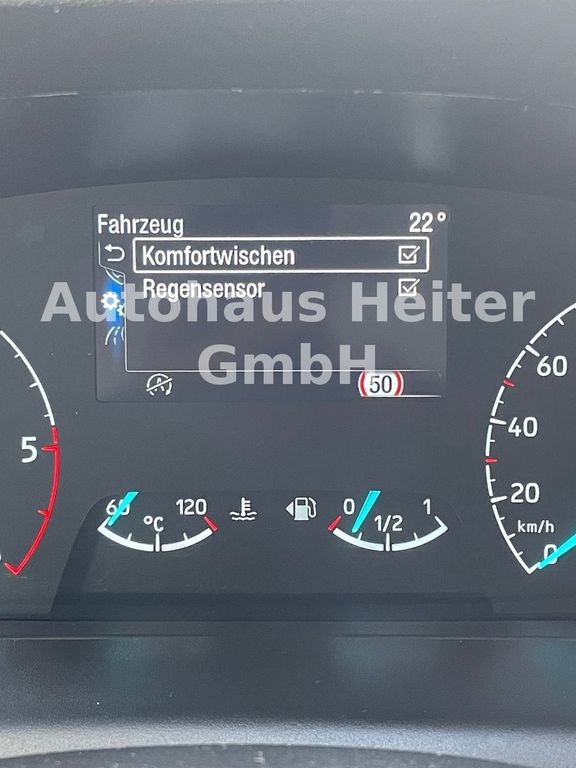 Fahrzeug 22°
Komfortwischen
Regensensor
Autohaus Heiter
GmbH
50
5
60
40
20
km/h
0
60 120
°C
0 1
1/2